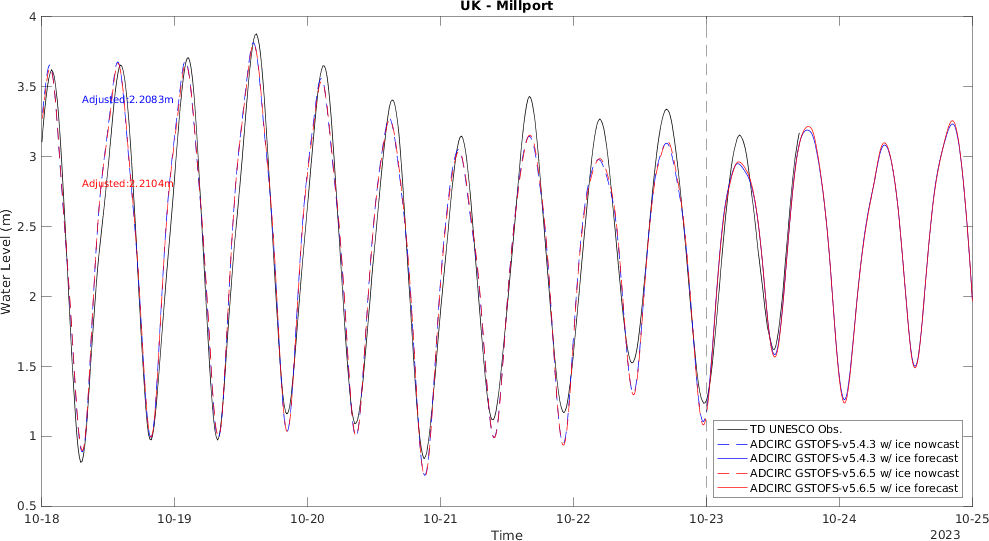 UK - Millport
4
3.5
3
2.5
2
1.5
1
0.5
Water Level (m)
Adjusted:2.2083m
Adjusted:2.2104m
TD UNESCO Obs.
ADCIRC GSTOFS-v5.4.3 w/ ice nowcast
ADCIRC GSTOFS-v5.4.3 w/ ice forecast
ADCIRC GSTOFS-v5.6.5 w/ ice nowcast
ADCIRC GSTOFS-v5.6.5 w/ ice forecast
10-18 10-19 10-20 10-21 10-22 10-23 10-24 10-25
Time
2023